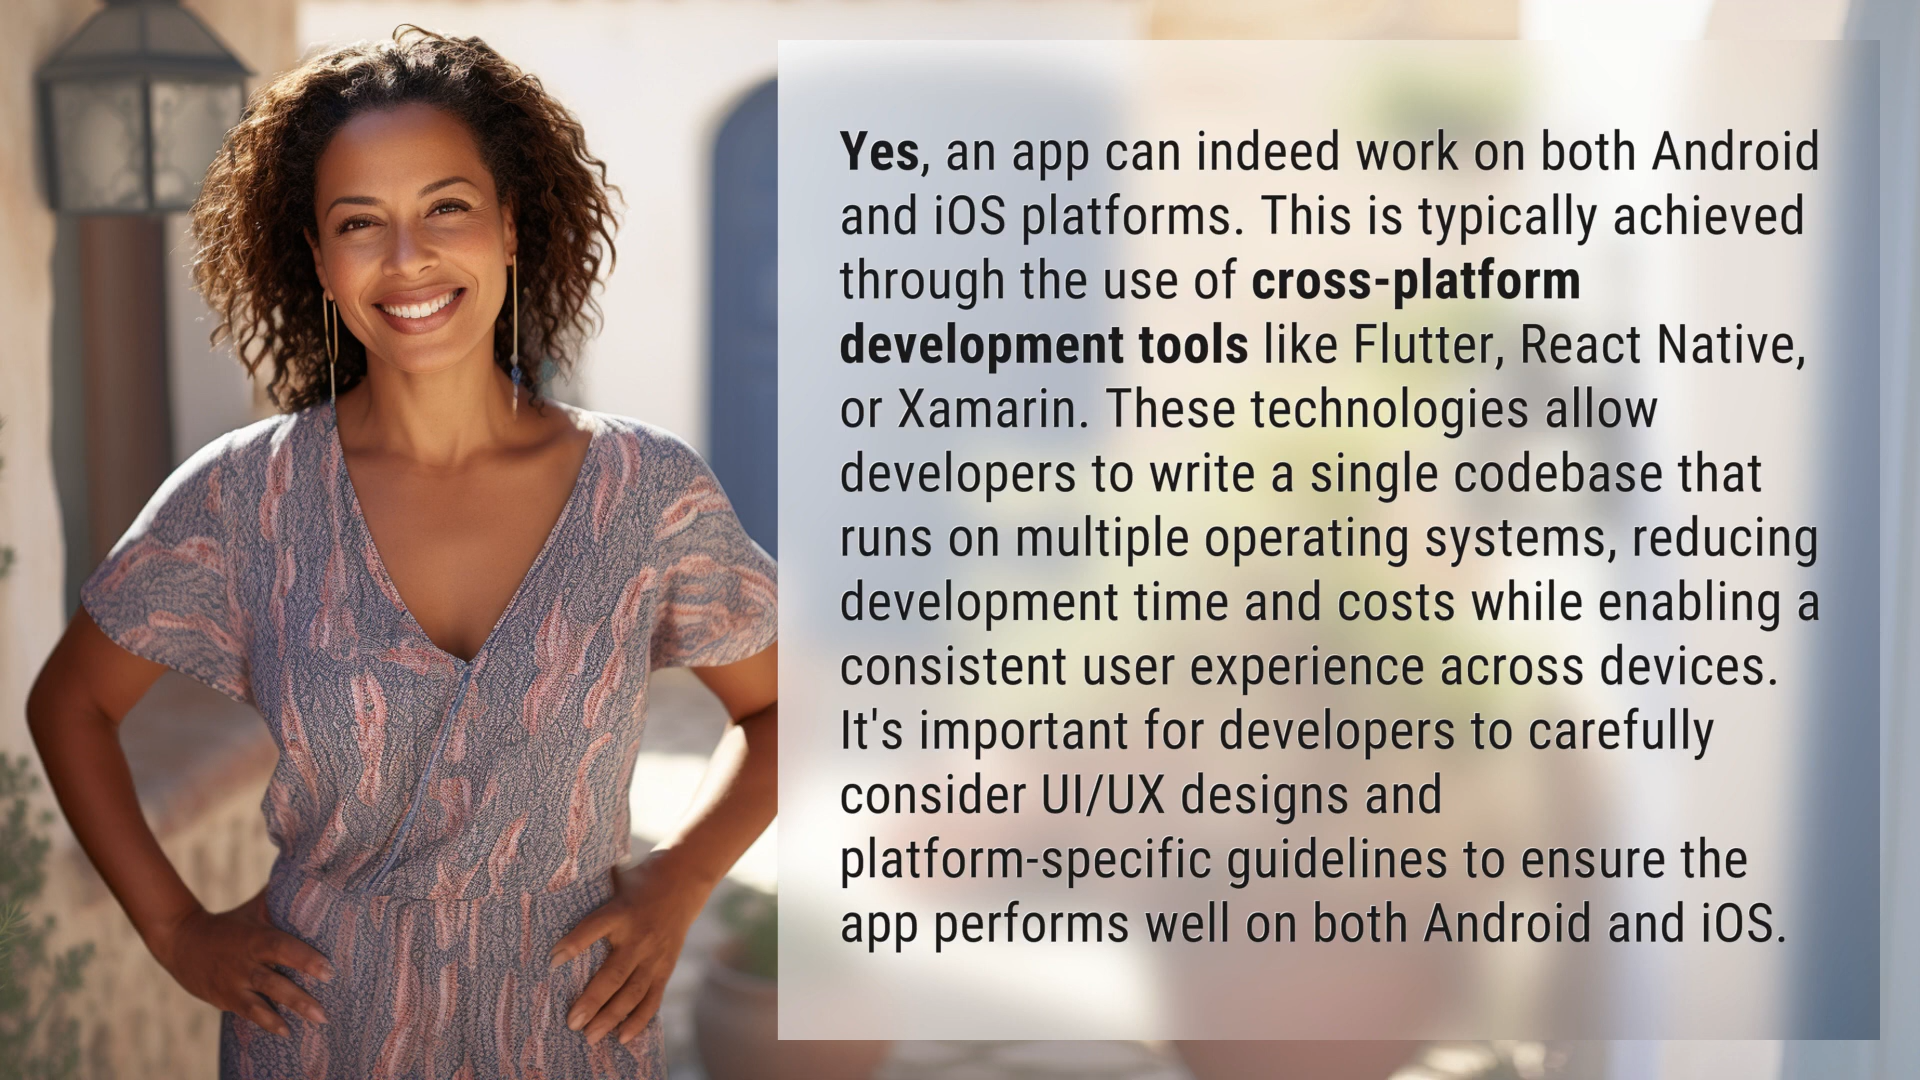 Yes, an app can indeed work on both Android
and iOS platforms. This is typically achieved
through the use of cross-platform
development tools like Flutter, React Native,
or Xamarin. These technologies allow
developers to write a single codebase that
runs on multiple operating systems, reducing
development time and costs while enabling a
consistent user experience across devices.
It's important for developers to carefully
consider UI/UX designs and
platform-specific guidelines to ensure the
app performs well on both Android and iOS.